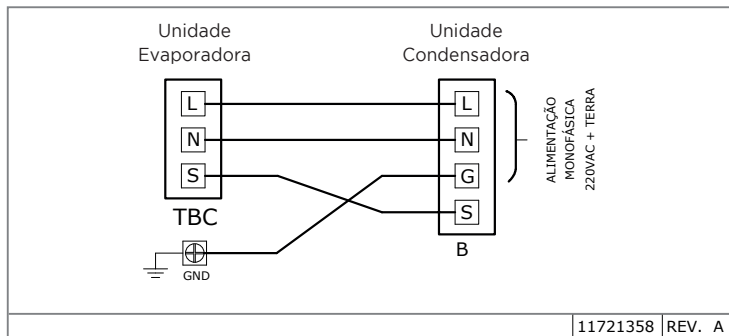 Unidade
Evaporadora
Unidade
Condensadora
L
N
S
TBC
GND
L
N
G
S
B
ALIMENTAÇÃO
MONOFÁSICA
220VAC + TERRA
11721358 REV. A